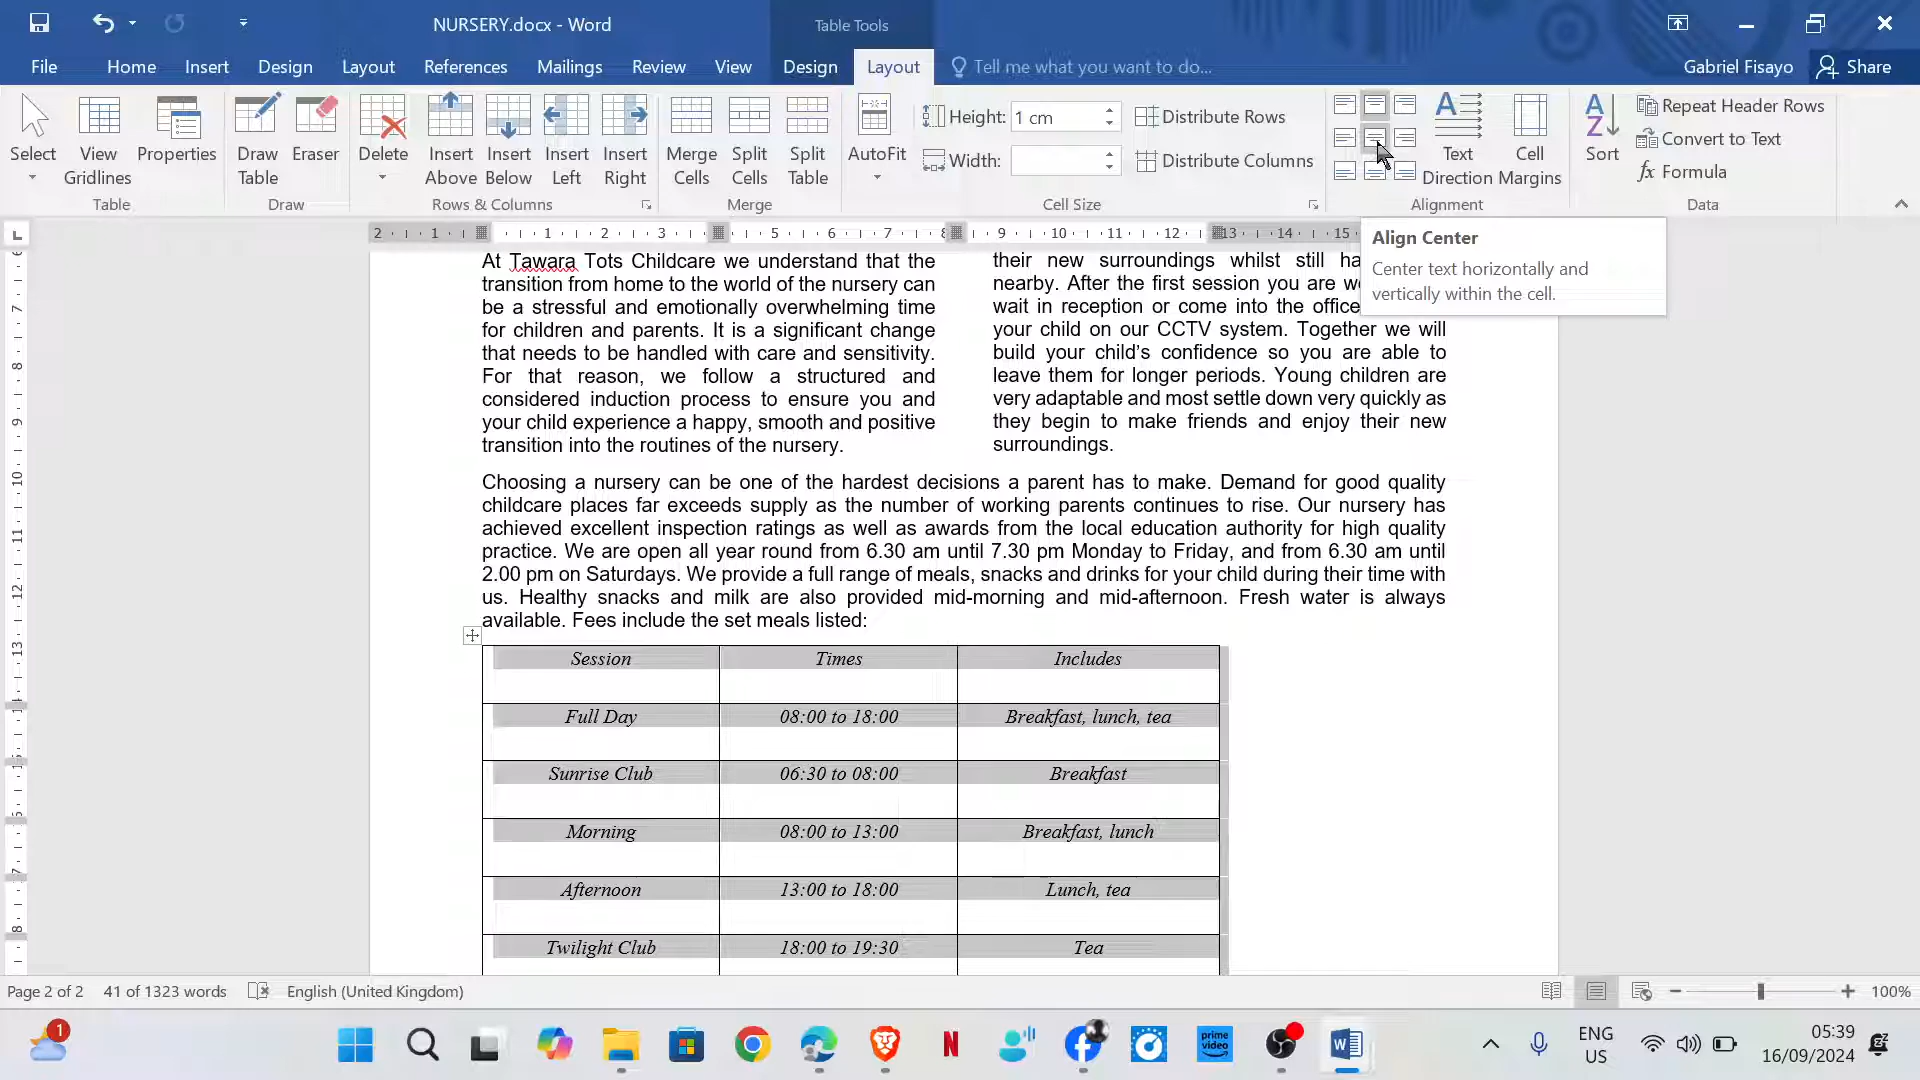 NURSERY.docx - Word
Table Tools
File
Home
Insert
Design
Layout
References
Mailings
Review
View
Design
Layout
Tell me what you want to do...
Gabriel Fisayo
Share
Select
View Gridlines
Properties
Table
Draw Table
Eraser
Draw
Delete
Insert Above
Insert Below
Insert Left
Insert Right
Rows & Columns
Merge Cells
Split Cells
Split Table
Merge
AutoFit
Height: 1 cm
Width:
Distribute Rows
Distribute Columns
Cell Size
Text Direction
Cell Margins
Alignment
Sort
Repeat Header Rows
Convert to Text
fx Formula
Data
Align Center
Center text horizontally and
vertically within the cell.
L
2 1 1 2 3 5 6 7 9 10 11 12 13 14 15
At Tawara Tots Childcare we understand that the
transition from home to the world of the nursery can
be a stressful and emotionally overwhelming time
for children and parents. It is a significant change
that needs to be handled with care and sensitivity.
For that reason, we follow a structured and
considered induction process to ensure you and
your child experience a happy, smooth and positive
transition into the routines of the nursery.
their new surroundings whilst still ha
nearby. After the first session you are w
wait in reception or come into the office
your child on our CCTV system. Together we will
build your child's confidence so you are able to
leave them for longer periods. Young children are
very adaptable and most settle down very quickly as
they begin to make friends and enjoy their new
surroundings.
Choosing a nursery can be one of the hardest decisions a parent has to make. Demand for good quality
childcare places far exceeds supply as the number of working parents continues to rise. Our nursery has
achieved excellent inspection ratings as well as awards from the local education authority for high quality
practice. We are open all year round from 6.30 am until 7.30 pm Monday to Friday, and from 6.30 am until
2.00 pm on Saturdays. We provide a full range of meals, snacks and drinks for your child during their time with
us. Healthy snacks and milk are also provided mid-morning and mid-afternoon. Fresh water is always
available. Fees include the set meals listed:
Session Times Includes
Full Day 08:00 to 18:00 Breakfast, lunch, tea
Sunrise Club 06:30 to 08:00 Breakfast
Morning 08:00 to 13:00 Breakfast, lunch
Afternoon 13:00 to 18:00 Lunch, tea
Twilight Club 18:00 to 19:30 Tea
Page 2 of 2
41 of 1323 words
English (United Kingdom)
100%
1
prime video
ENG
US
05:39
16/09/2024